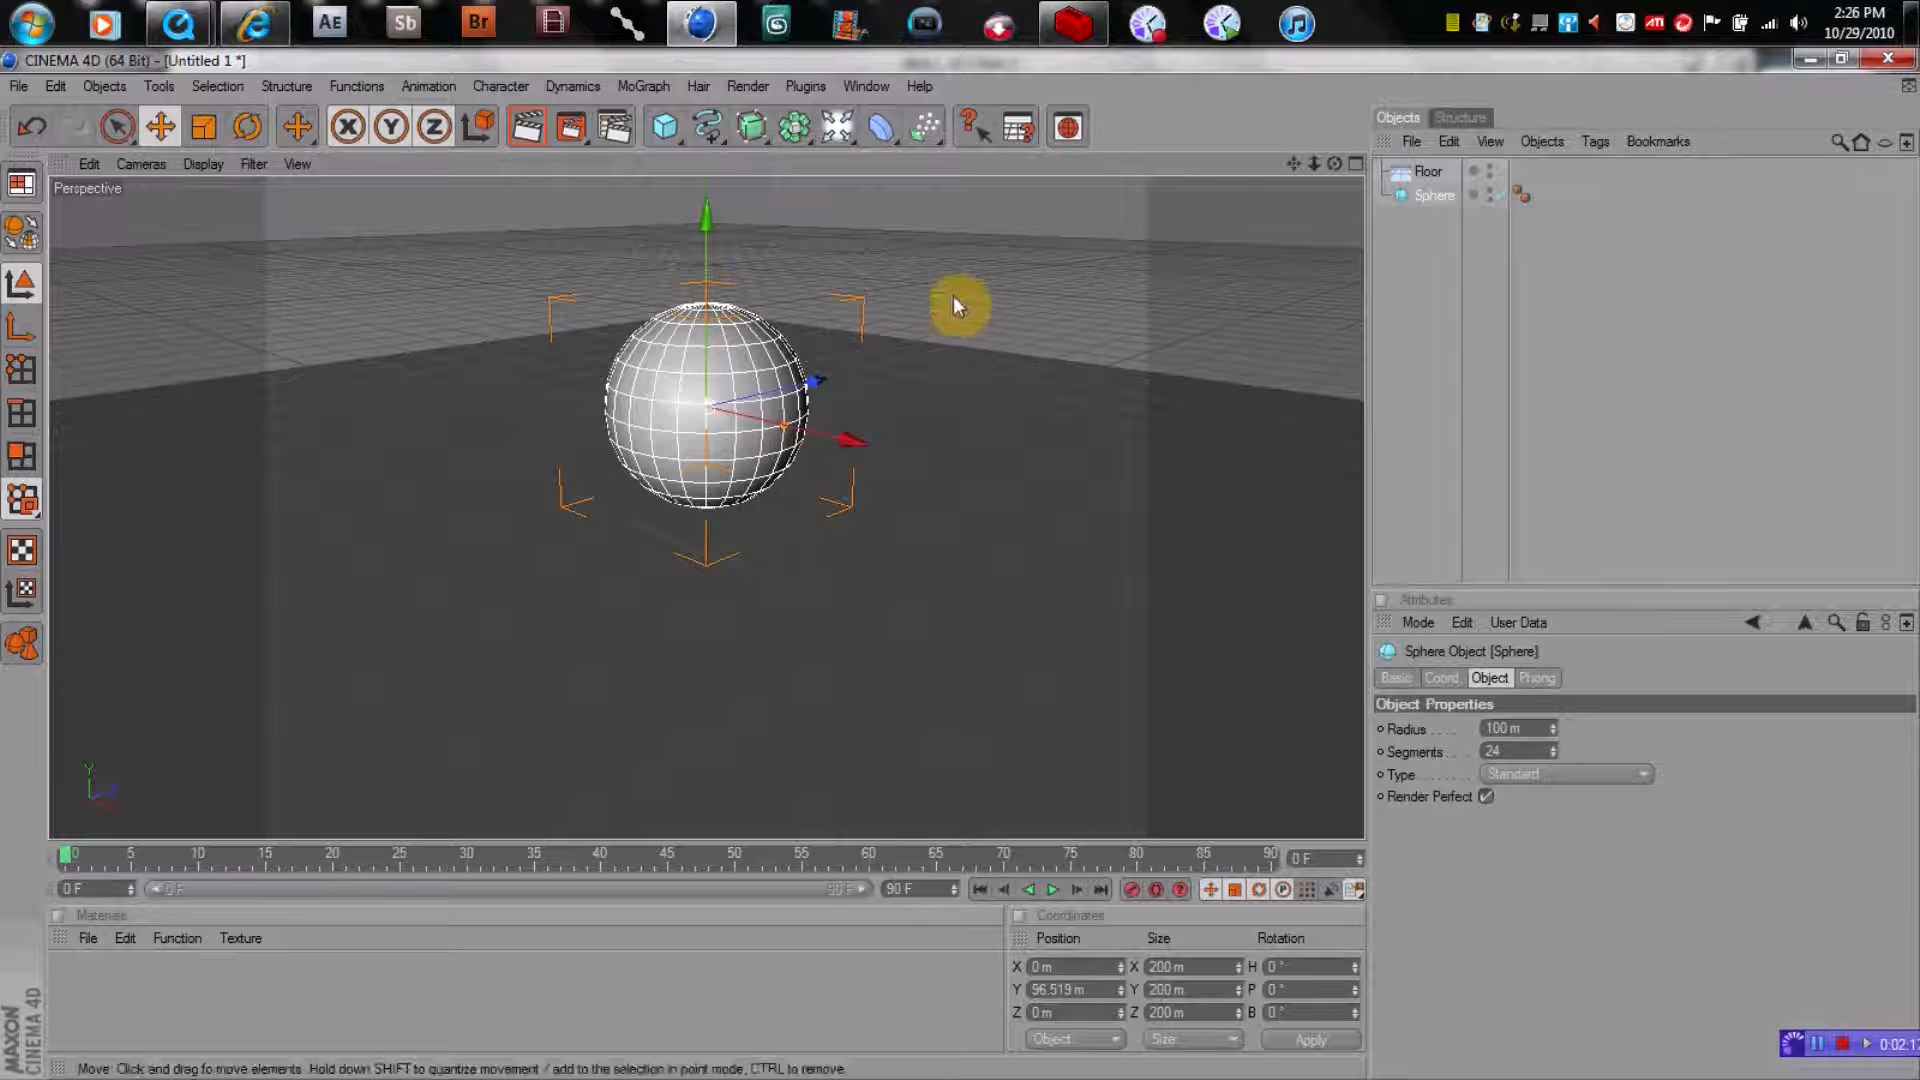 Ae
Sb
Br
ATI
2:26 PM
10/29/2010
CINEMA 4D (64 Bit) - [Untitled 1 *]
File Edit Objects Tools Selection Structure Functions Animation Character Dynamics MoGraph Hair Render Plugins Window Help
X Y Z
Edit Cameras Display Filter View
Perspective
Y
Objects Structure
File Edit View Objects Tags Bookmarks
Floor
Sphere
Attributes
Mode Edit User Data
Sphere Object [Sphere]
Basic Coord. Object Phong
Object Properties
Radius 100 m
Segments 24
Type Standard
Render Perfect
0 5 10 15 20 25 30 35 40 45 50 55 60 65 70 75 80 85 90 0 F
0 F 0 F 90 F 90 F
Materials
File Edit Function Texture
Coordinates
Position Size Rotation
X 0 m X 200 m H 0 °
Y 96.519 m Y 200 m P 0 °
Z 0 m Z 200 m B 0 °
Object Size Apply
MAXON
CINEMA 4D
Move: Click and drag to move elements. Hold down SHIFT to quantize movement / add to the selection in point mode, CTRL to remove.